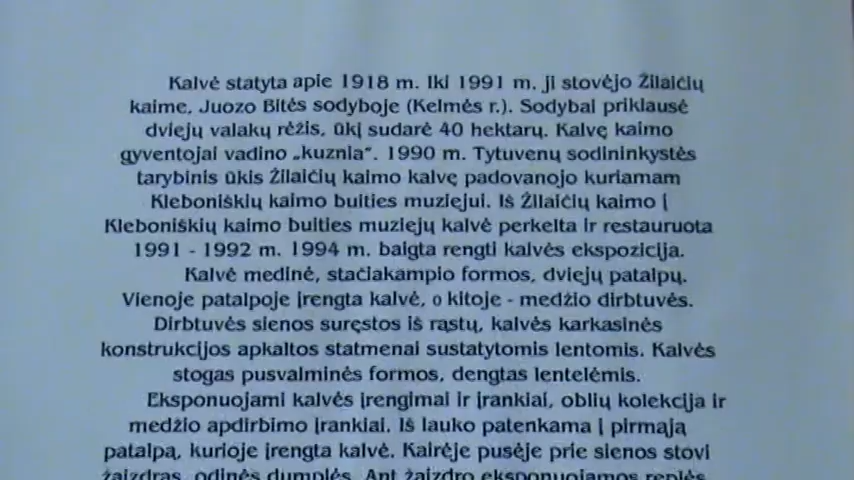 Kalvė statyta apie 1918 m. Iki 1991 m. ji stovėjo Žilaičių
kaime, Juozo Bitės sodyboje (Kelmės r.). Sodybai priklausė
dviejų valakų rėžis, ūkį sudarė 40 hektarų. Kalvę kaimo
gyventojai vadino „kuznia". 1990 m. Tytuvėnų sodininkystės
tarybinis ūkis Žilaičių kaimo kalvę padovanojo kuriamam
Kleboniškių kaimo buities muziejui. Iš Žilaičių kaimo į
Kleboniškių kaimo buities muziejų kalvė perkelta ir restauruota
1991 - 1992 m. 1994 m. baigta rengti kalvės ekspozicija.
Kalvė medinė, stačiakampio formos, dviejų patalpų.
Vienoje patalpoje įrengta kalvė, o kitoje - medžio dirbtuvės.
Dirbtuvės sienos suręstos iš rąstų, kalvės karkasinės
konstrukcijos apkaltos statmenai sustatytomis lentomis. Kalvės
stogas pusvalminės formos, dengtas lentelėmis.
Eksponuojami kalvės įrengimai ir įrankiai, oblių kolekcija ir
medžio apdirbimo įrankiai. Iš lauko patenkama į pirmąją
patalpą, kurioje įrengta kalvė. Kairėje pusėje prie sienos stovi
žaizdras, odinės dumplės. Ant žaizdro eksponuojamos replės,